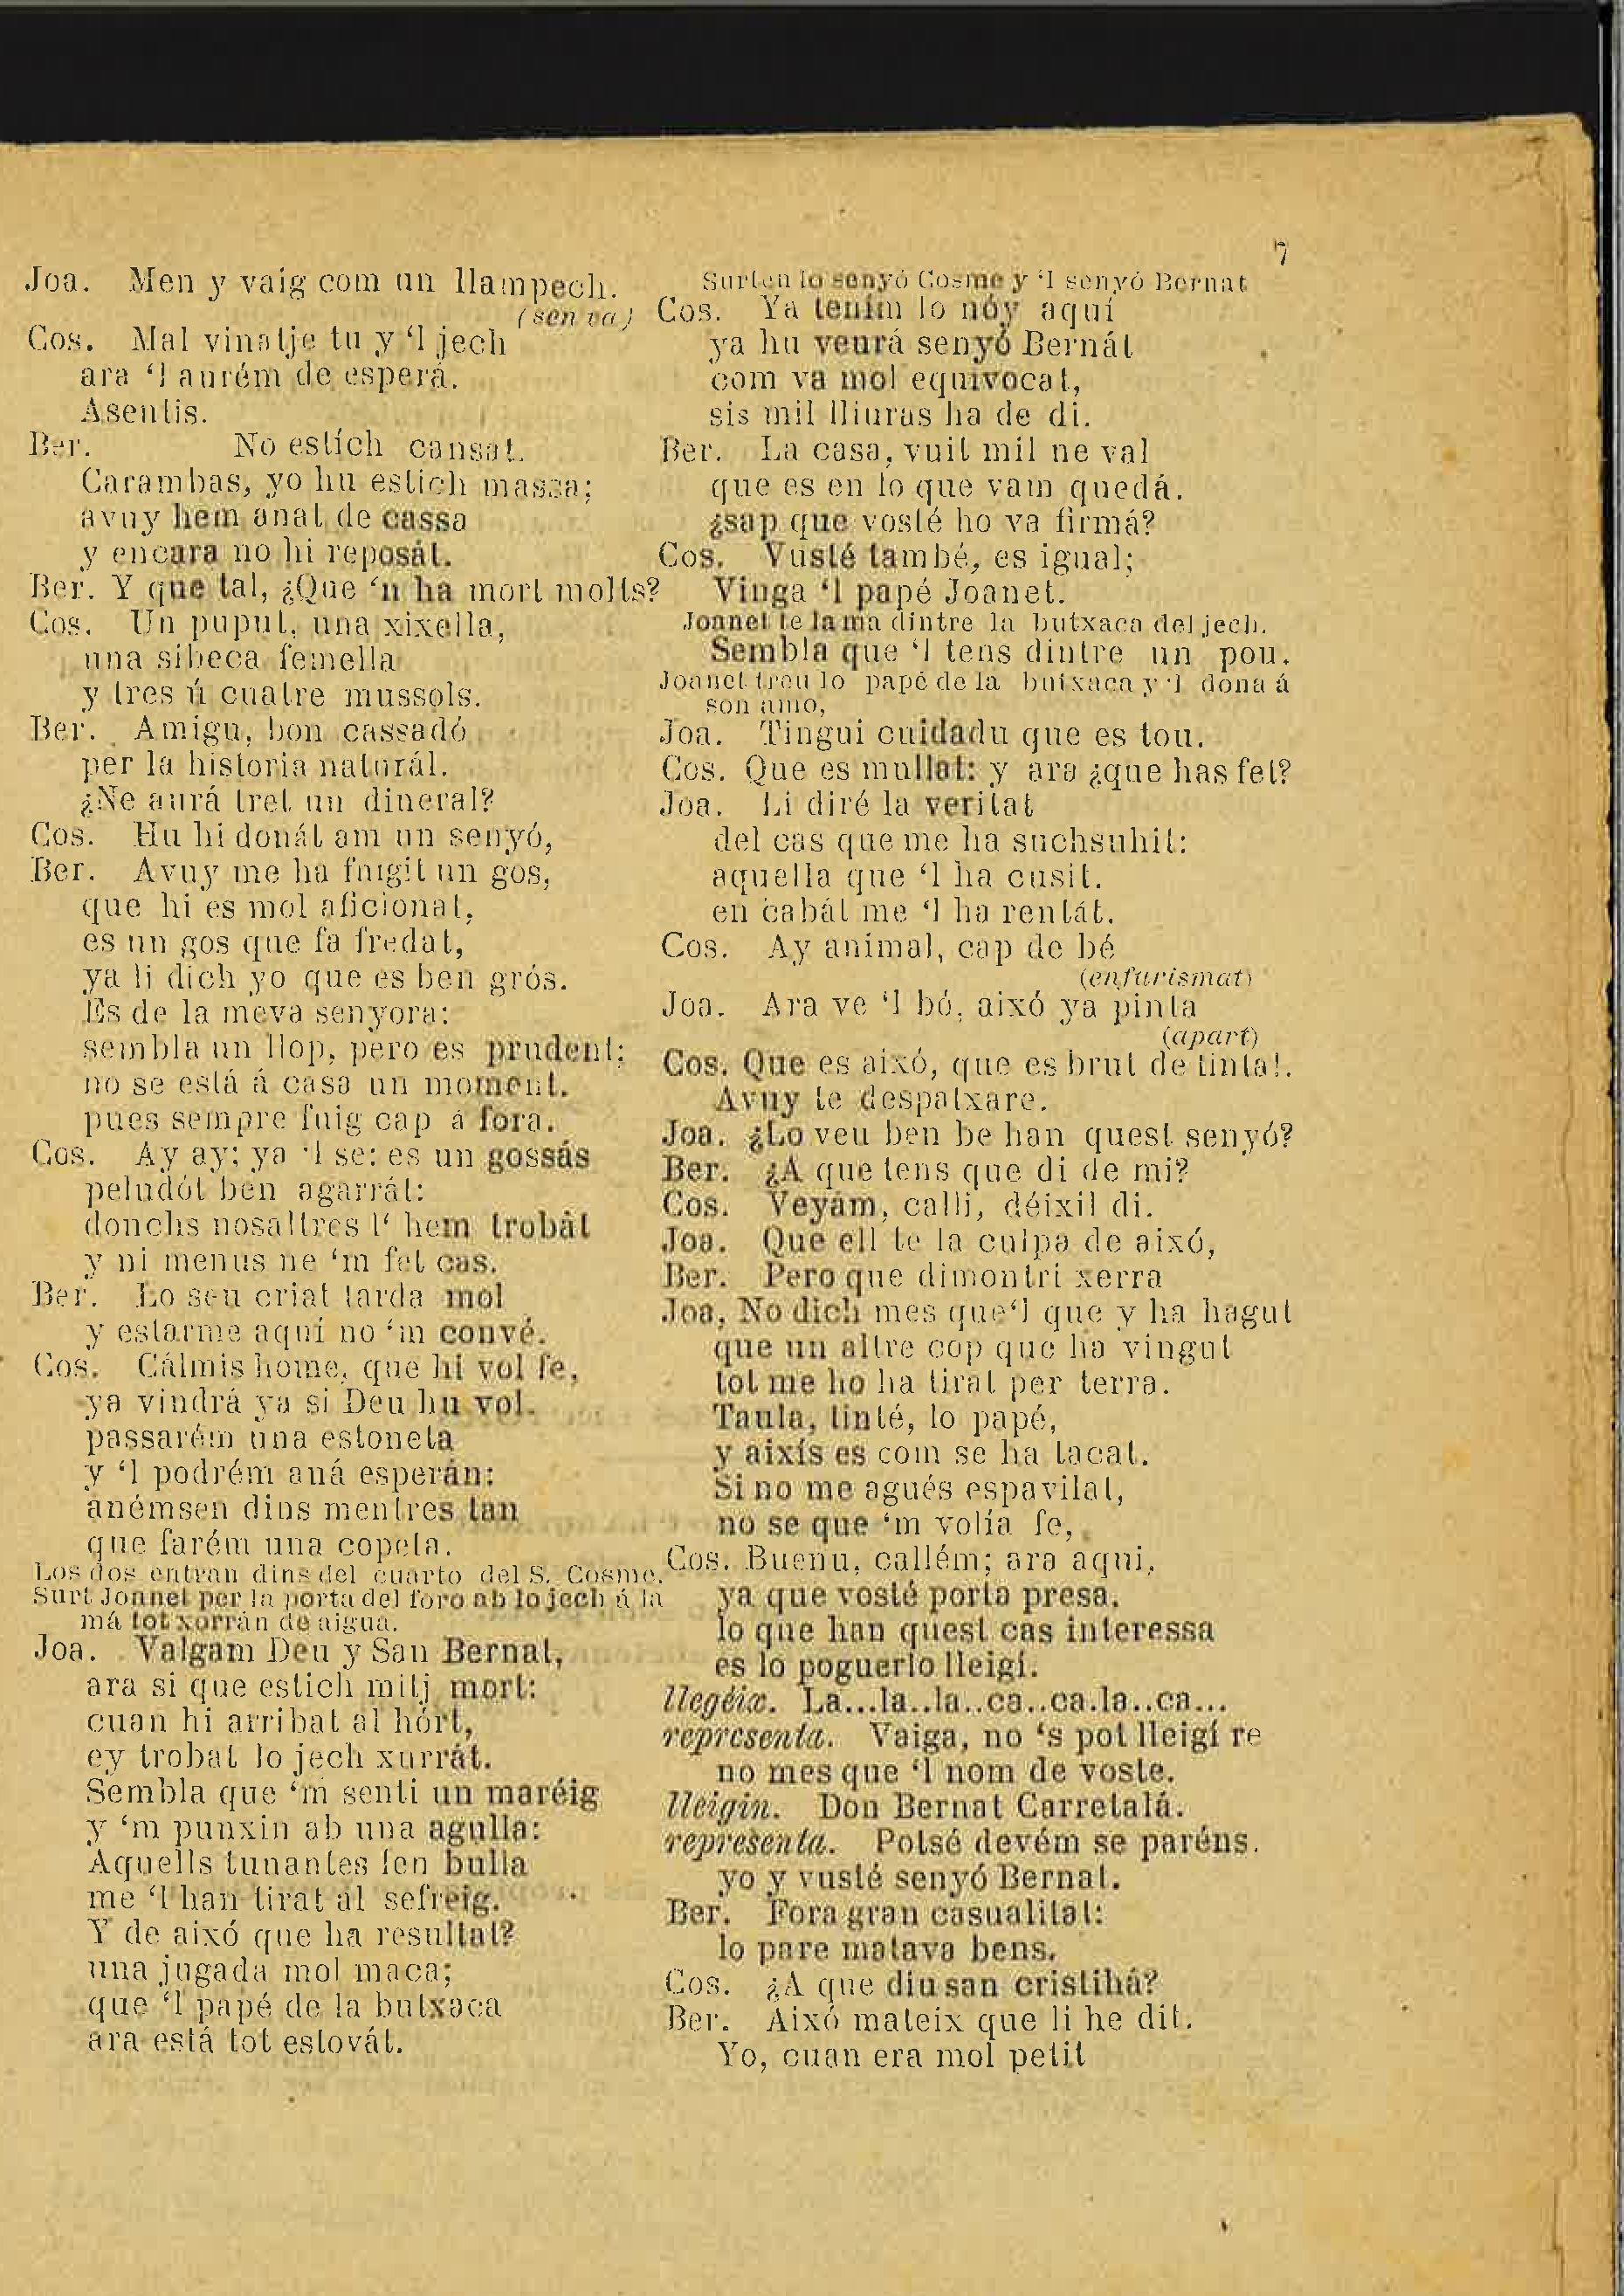 7
Joa. Men y vaig com un llampech.
(sen va)
Cos. Mal vinatje tu y ‘l jech
ara ‘l aurém de esperá.
Asentis.
Ber. No estích cansat.
Carambas, yo hu estich massa;
avuy hem anat de cassa
y encara no hi reposát.
Ber. Y que tal, ¿Que ‘n ha mort molts?
Cos. Un puput, una xixella,
una sibeca femella
y tres ú cuatre mussols.
Ber. Amigu, bon cassadó
per la historia naturál.
¿Ne aurá tret un dineral?
Cos. Hu hi donát am un senyó,
Ber. Avuy me ha fuigit un gos,
que hi es mol aficionat,
es un gos que fa fredat,
ya li dich yo que es ben grós.
Es de la meva senyora:
sembla un llop, pero es prudent;
no se está á casa un moment.
pues sempre fuig cap á fora.
Cos. Ay ay; ya ‘l se: es un gossás
peludót ben agarrát:
donchs nosaltres l‘ hem trobát
y ni menus ne ‘m fet cas.
Ber. Lo seu criat tarda mol
y estarme aquí no ‘m convé.
Cos. Cálmis home, que hi vol fe,
ya vindrá ya si Deu hu vol.
passarém una estoneta
y ‘l podrém aná esperán:
anémsen dins mentres tan
que farém una copeta.
Los dos entran dins del cuarto del S. Cosme.
Surt Joanet per la porta del foro ab lo jech á la
má tot xorrán de aigua.
Joa. Valgam Deu y San Bernat,
ara si que estich mitj mort:
cuan hi arribat al hórt,
ey trobat lo jech xurrát.
Sembla que ‘m senti un maréig
y ‘m punxin ab una agulla:
Aquells tunantes fen bulla
me ‘l han tirat al sefreig.
Y de aixó que ha resultat?
una jugada mol maca;
que ‘l papé de la butxaca
ara está tot estovát.
Surten lo senyó Cosme y ‘l senyó Bernat
Cos. Ya tením lo nóy aquí
ya hu veurá senyó Bernát
com va mol equivocat,
sis mil lliuras ha de di.
Ber. La casa, vuit mil ne val
que es en lo que vam quedá.
¿sap que vosté ho va firmá?
Cos. Vusté també, es igual;
Vinga ‘l papé Joanet.
Joanet te la má dintre la butxaca del jech.
Sembla que ‘l tens dintre un pou.
Joanet treu lo papé de la butxaca y ‘l dona á
son amo,
Joa. Tingui cuidadu que es tou.
Cos. Que es mullat: y ara ¿que has fet?
Joa. Li diré la veritat
del cas que me ha suchsuhit:
aquella que ‘l ha cusit.
en cabát me ‘l ha rentát.
Cos. Ay animal, cap de bé
(enfurismat)
Joa. Ara ve ‘l bó, aixó ya pinta
(apart)
Cos. Que es aixó, que es brut de tinta!.
Avuy te despatxare.
Joa. ¿Lo veu ben be han quest senyó?
Ber. ¿A que tens que di de mi?
Cos. Veyám, calli, déixil di.
Joa. Que ell te la culpa de aixó,
Ber. Pero que dimontri xerra
Joa, No dich mes que‘l que y ha hagut
que un altre cop que ha vingut
tot me ho ha tirat per terra.
Taula, tinté, lo papé,
y aixís es com se ha tacat.
Si no me agués espavilat,
no se que ‘m volía fe,
Cos. Buenu, callém; ara aqui,
ya que vosté porta presa.
lo que han quest cas interessa
es lo poguerlo lleigí.
llegéix. La...la..la..ca..ca.la..ca...
representa. Vaiga, no ‘s pot lleigí re
no mes que ‘l nom de voste.
lleigin. Don Bernat Carretalá.
representa. Potsé devém se paréns.
yo y vusté senyó Bernat.
Ber. Fora gran casualitat:
lo pare matava bens.
Cos. ¿A que diu san cristihá?
Ber. Aixó mateix que li he dit.
Yo, cuan era mol petit